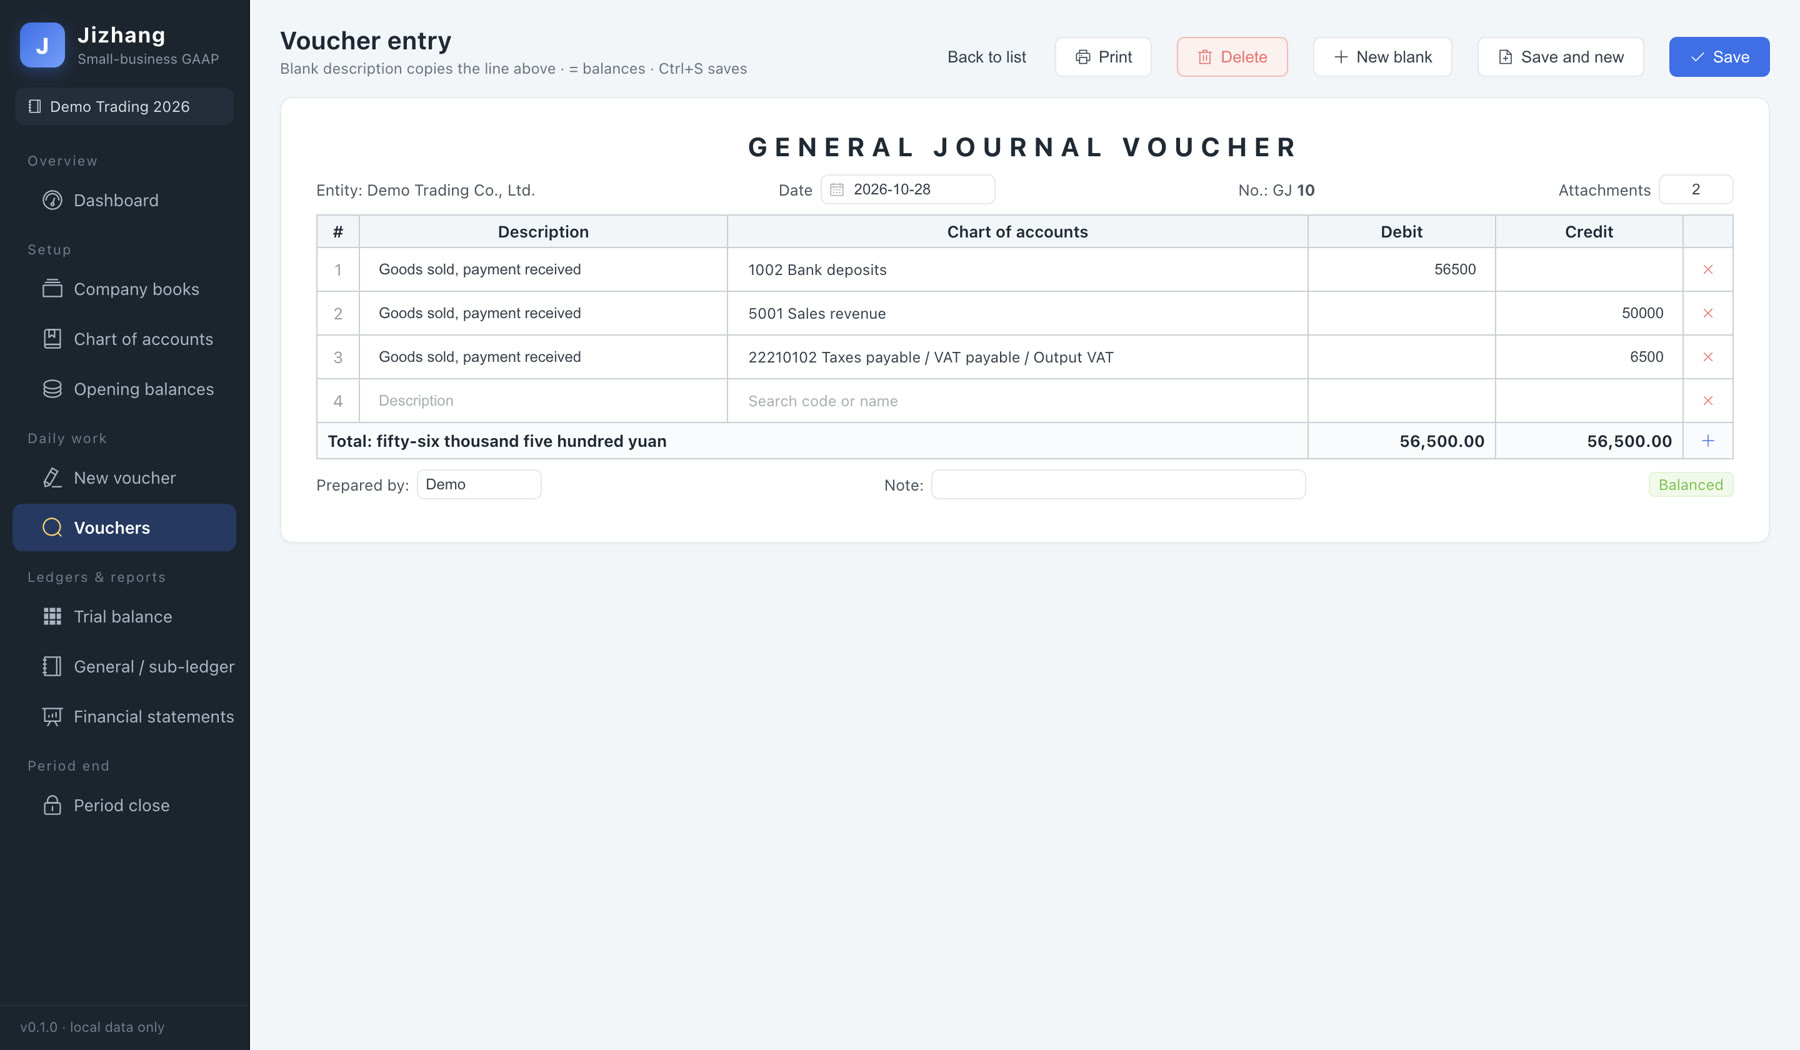 J
Jizhang
Small-business GAAP
Demo Trading 2026
Overview
Dashboard
Setup
Company books
Chart of accounts
Opening balances
Daily work
New voucher
Vouchers
Ledgers & reports
Trial balance
General / sub-ledger
Financial statements
Period end
Period close
v0.1.0 · local data only
Voucher entry
Blank description copies the line above · = balances · Ctrl+S saves
Back to list
Print
Delete
New blank
Save and new
Save
GENERAL JOURNAL VOUCHER
Entity: Demo Trading Co., Ltd. Date 2026-10-28 No.: GJ 10 Attachments 2
# Description Chart of accounts Debit Credit
1 Goods sold, payment received 1002 Bank deposits 56500
2 Goods sold, payment received 5001 Sales revenue 50000
3 Goods sold, payment received 22210102 Taxes payable / VAT payable / Output VAT 6500
4 Description Search code or name
Total: fifty-six thousand five hundred yuan 56,500.00 56,500.00
Prepared by: Demo Note: Balanced